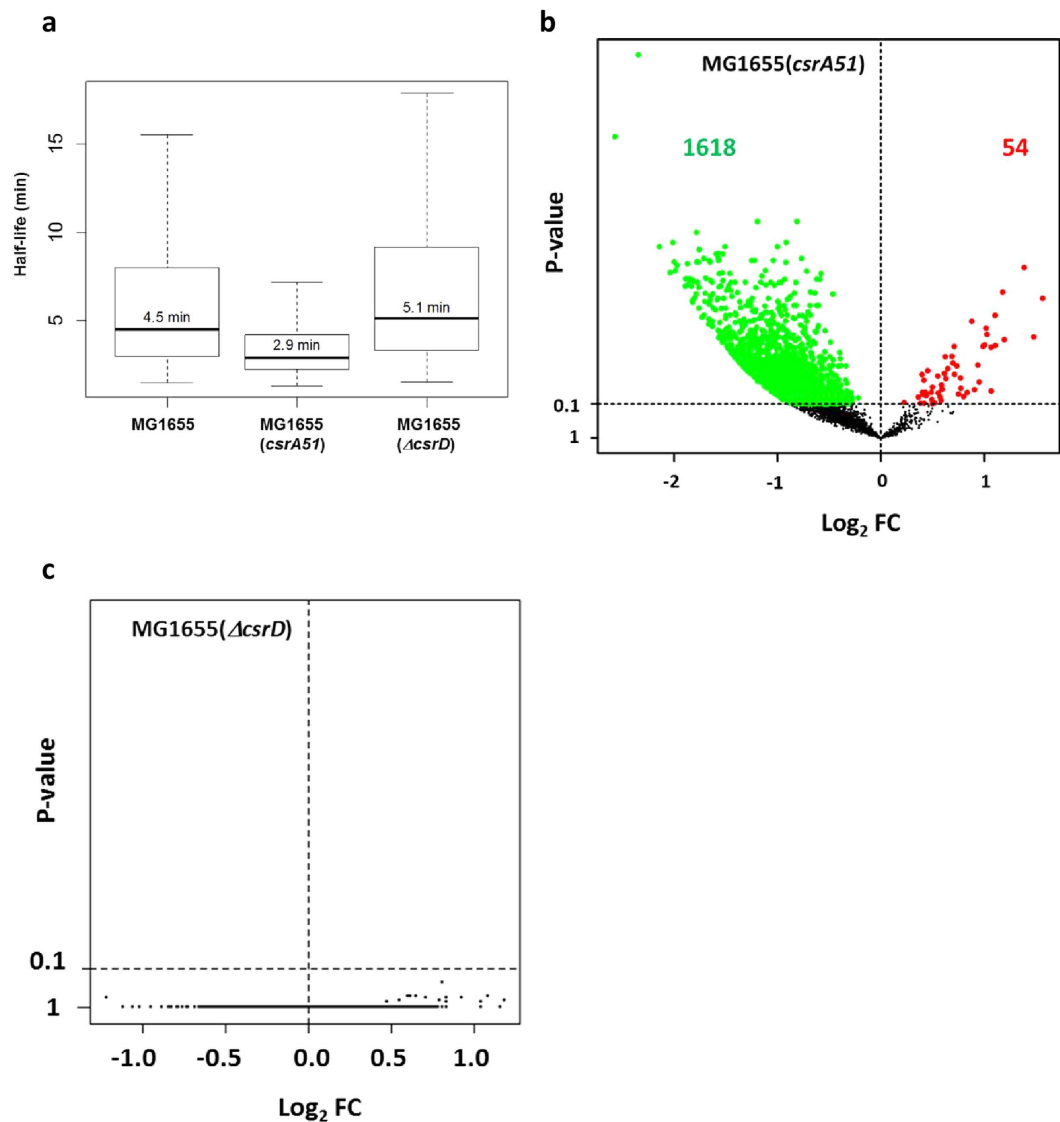 a
Half-life (min)
15
10
5
4.5 min
2.9 min
5.1 min
MG1655
MG1655
(csrA51)
MG1655
(ΔcsrD)
b
MG1655(csrA51)
1618
54
P-value
0.1
1
-2
-1
0
1
Log₂ FC
c
MG1655(ΔcsrD)
P-value
0.1
1
-1.0
-0.5
0.0
0.5
1.0
Log₂ FC